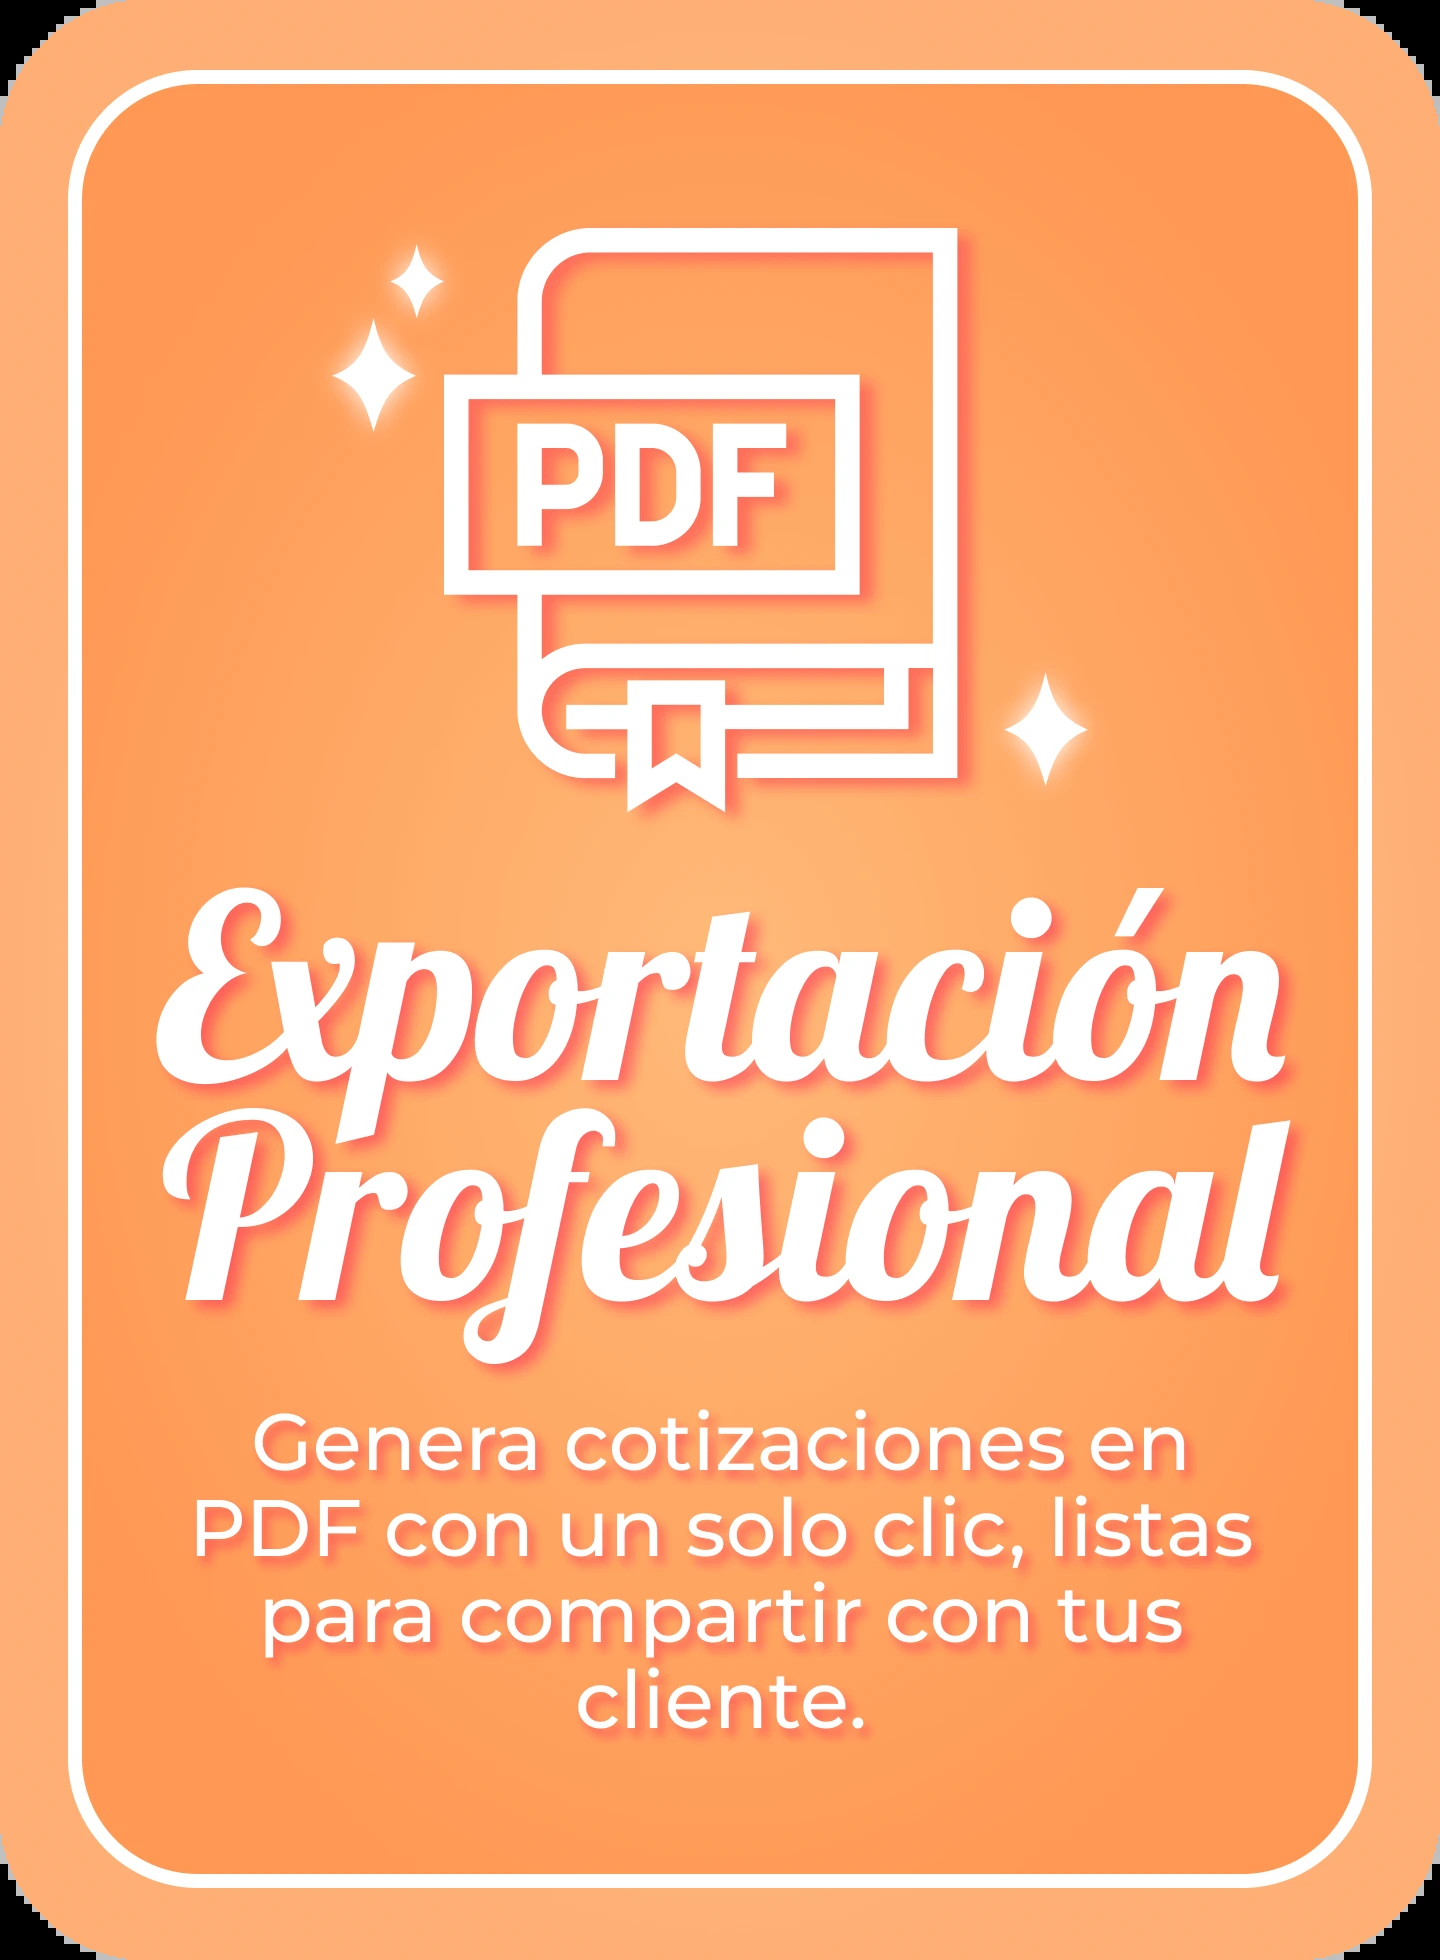 PDF
Exportación
Profesional
Genera cotizaciones en
PDF con un solo clic, listas
para compartir con tus
cliente.